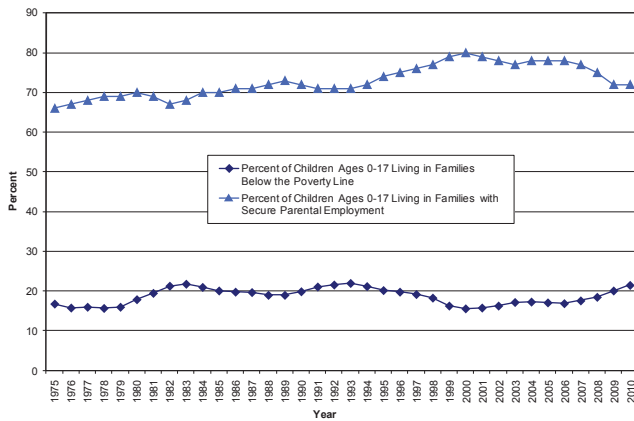 90
80
70
60
50
40
30
20
10
0
Percent
Percent of Children Ages 0-17 Living in Families
Below the Poverty Line
Percent of Children Ages 0-17 Living in Families with
Secure Parental Employment
1975 1976 1977 1978 1979 1980 1981 1982 1983 1984 1985 1986 1987 1988 1989 1990 1991 1992 1993 1994 1995 1996 1997 1998 1999 2000 2001 2002 2003 2004 2005 2006 2007 2008 2009 2010
Year